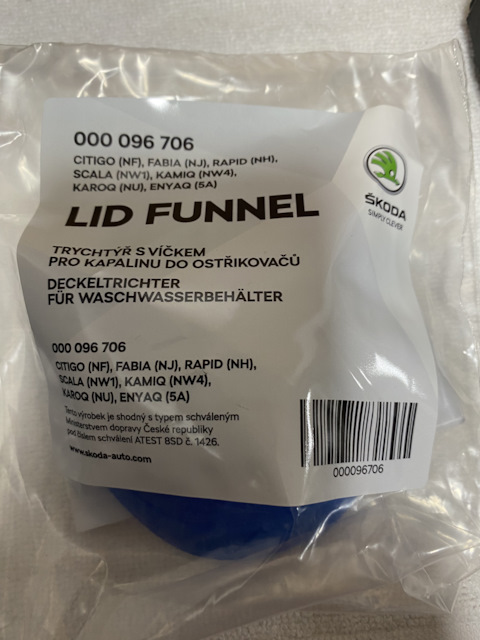 000 096 706
CITIGO (NF), FABIA (NJ), RAPID (NH),
SCALA (NW1), KAMIQ (NW4),
KAROQ (NU), ENYAQ (5A)
LID FUNNEL
ŠKODA
SIMPLY CLEVER
TRYCHTÝŘ S VÍČKEM
PRO KAPALINU DO OSTŘIKOVAČŮ
DECKELTRICHTER
FÜR WASCHWASSERBEHÄLTER
000 096 706
CITIGO (NF), FABIA (NJ), RAPID (NH),
SCALA (NW1), KAMIQ (NW4),
KAROQ (NU), ENYAQ (5A)
Tento výrobek je shodný s typem schváleným
Ministerstvem dopravy České republiky
pod číslem schválení ATEST 8SD č. 1426.
www.skoda-auto.com
000096706